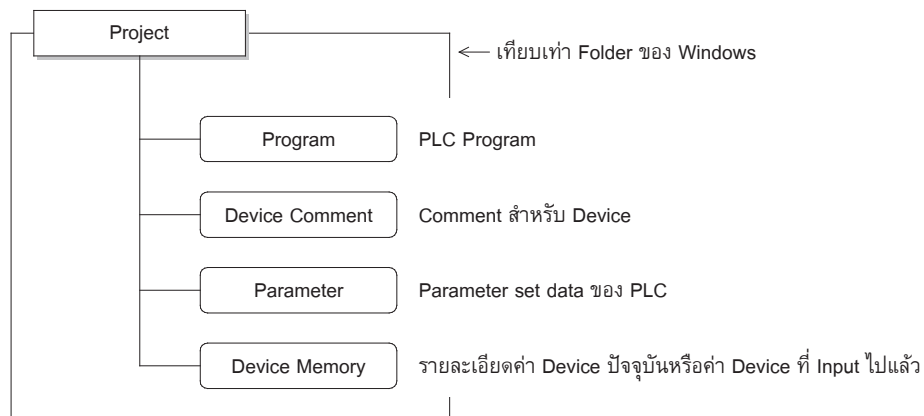 Project
เทียบเท่า Folder ของ Windows
Program
PLC Program
Device Comment
Comment สำหรับ Device
Parameter
Parameter set data ของ PLC
Device Memory
รายละเอียดค่า Device ปัจจุบันหรือค่า Device ที่ Input ไปแล้ว